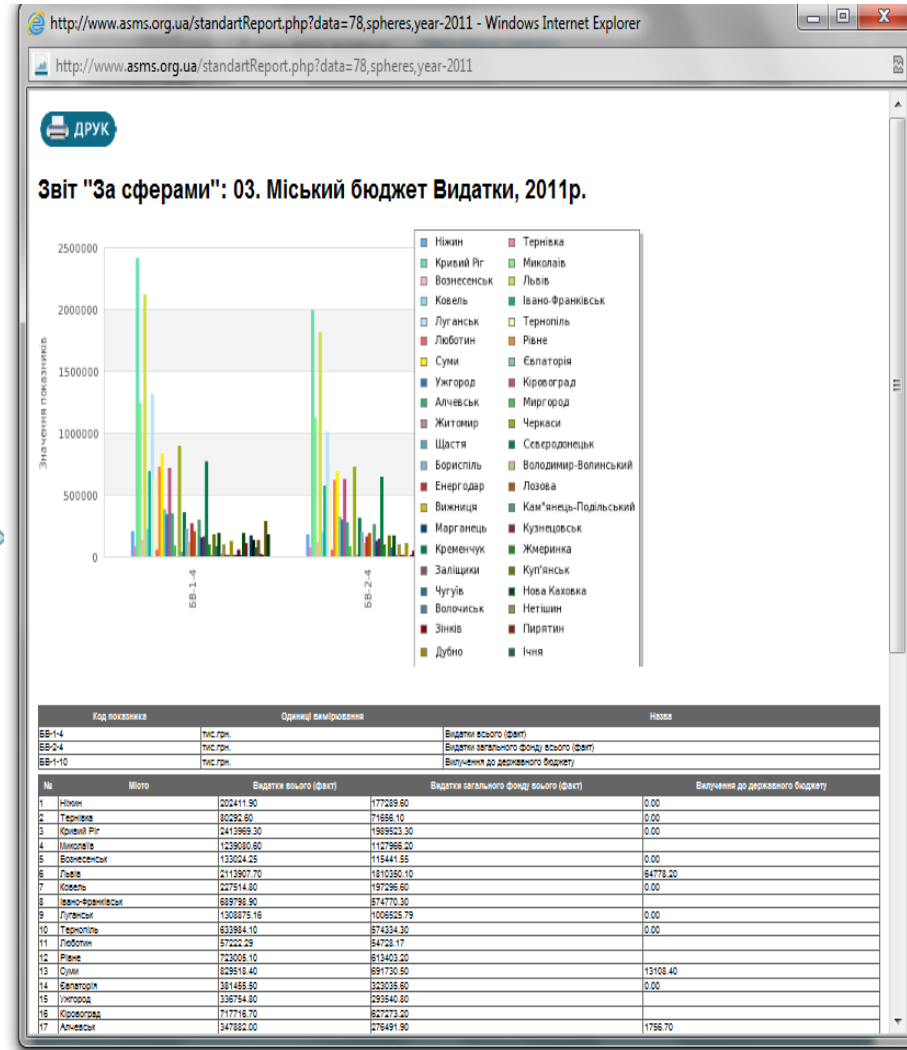 http://www.asms.org.ua/standartReport.php?data=78,spheres,year-2011 - Windows Internet Explorer
http://www.asms.org.ua/standartReport.php?data=78,spheres,year-2011
ДРУК
Звіт "За сферами": 03. Міський бюджет Видатки, 2011р.
Значення показників
2500000
2000000
1500000
1000000
500000
0
БВ-1-4
БВ-2-4
Ніжин Тернівка
Кривий Ріг Миколаїв
Вознесенськ Львів
Ковель Івано-Франківськ
Луганськ Тернопіль
Люботин Рівне
Суми Євпаторія
Ужгород Кіровоград
Алчевськ Миргород
Житомир Черкаси
Щастя Сєвєродонецьк
Бориспіль Володимир-Волинський
Енергодар Лозова
Вижниця Кам"янець-Подільський
Марганець Кузнецовськ
Кременчук Жмеринка
Заліщики Куп'янськ
Чугуїв Нова Каховка
Волочиськ Нетішин
Зінків Пирятин
Дубно Ічня
Код показника Одиниці вимірювання Назва
БВ-1-4 тис.грн. Видатки всього (факт)
БВ-2-4 тис.грн. Видатки загального фонду всього (факт)
БВ-1-10 тис.грн. Вилучення до державного бюджету
№ Місто Видатки всього (факт) Видатки загального фонду всього (факт) Вилучення до державного бюджету
1 Ніжин 202411.90 177289.60 0.00
2 Тернівка 80292.60 71656.10 0.00
3 Кривий Ріг 2413969.30 1989523.30 0.00
4 Миколаїв 1239080.60 1127966.20
5 Вознесенськ 133024.25 115441.55 0.00
6 Львів 2113907.70 1810350.10 64778.20
7 Ковель 227514.80 197296.60 0.00
8 Івано-Франківськ 689798.90 574770.30
9 Луганськ 1308875.16 1006525.79 0.00
10 Тернопіль 633984.10 574334.30 0.00
11 Люботин 57222.29 54728.17
12 Рівне 723005.10 613403.20
13 Суми 829518.40 691730.50 13108.40
14 Євпаторія 381455.50 323035.60 0.00
15 Ужгород 336754.80 293540.80
16 Кіровоград 717716.70 627273.20
17 Алчевськ 347882.00 276491.90 1756.70